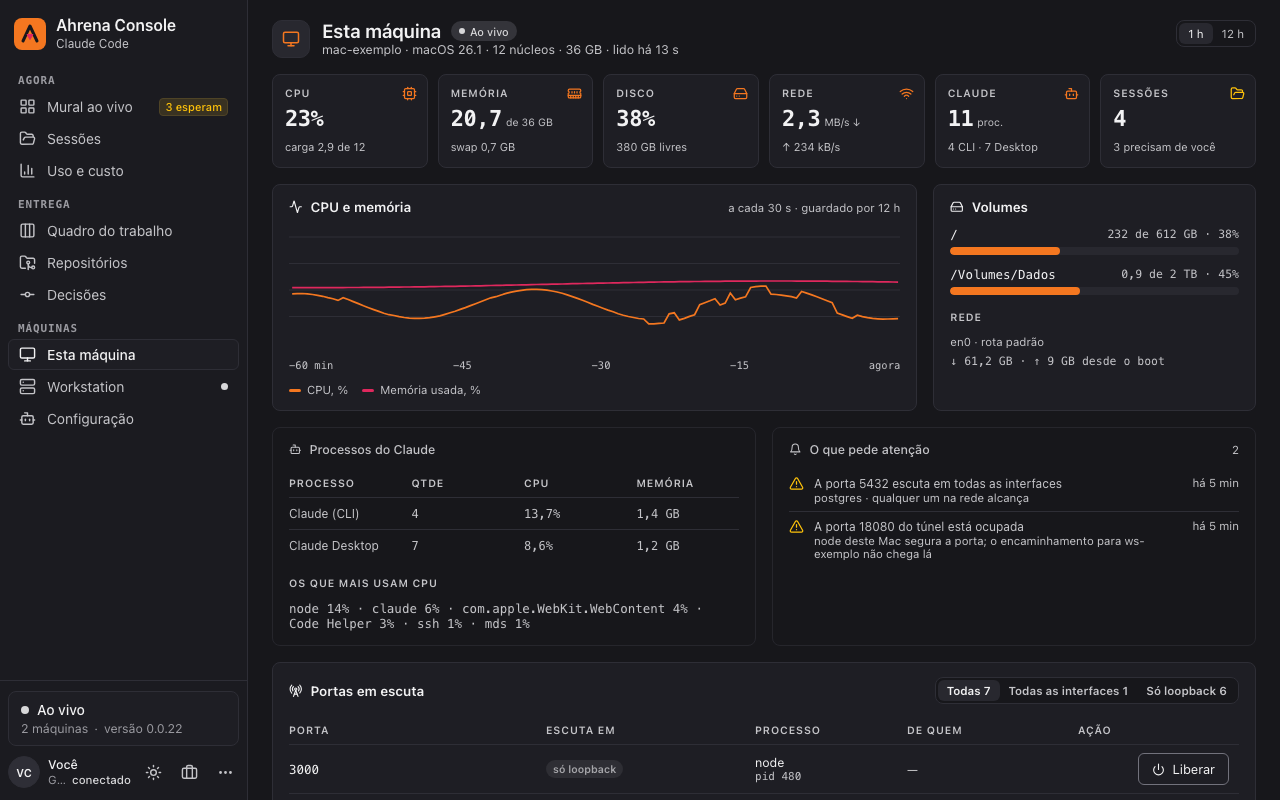 Ahrena Console
Claude Code
AGORA
Mural ao vivo
3 esperam
Sessões
Uso e custo
ENTREGA
Quadro do trabalho
Repositórios
Decisões
MÁQUINAS
Esta máquina
Workstation
Configuração
Ao vivo
2 máquinas · versão 0.0.22
VC
Você
G... conectado
Esta máquina
Ao vivo
mac-exemplo · macOS 26.1 · 12 núcleos · 36 GB · lido há 13 s
1 h
12 h
CPU
23%
carga 2,9 de 12
MEMÓRIA
20,7 de 36 GB
swap 0,7 GB
DISCO
38%
380 GB livres
REDE
2,3 MB/s ↓
↑ 234 kB/s
CLAUDE
11 proc.
4 CLI · 7 Desktop
SESSÕES
4
3 precisam de você
CPU e memória
a cada 30 s · guardado por 12 h
−60 min
−45
−30
−15
agora
CPU, %
Memória usada, %
Volumes
/
232 de 612 GB · 38%
/Volumes/Dados
0,9 de 2 TB · 45%
REDE
en0 · rota padrão
↓ 61,2 GB · ↑ 9 GB desde o boot
Processos do Claude
PROCESSO QTDE CPU MEMÓRIA
Claude (CLI) 4 13,7% 1,4 GB
Claude Desktop 7 8,6% 1,2 GB
OS QUE MAIS USAM CPU
node 14% · claude 6% · com.apple.WebKit.WebContent 4% ·
Code Helper 3% · ssh 1% · mds 1%
O que pede atenção
2
A porta 5432 escuta em todas as interfaces
há 5 min
postgres · qualquer um na rede alcança
A porta 18080 do túnel está ocupada
há 5 min
node deste Mac segura a porta; o encaminhamento para ws-
exemplo não chega lá
Portas em escuta
Todas 7
Todas as interfaces 1
Só loopback 6
PORTA ESCUTA EM PROCESSO DE QUEM AÇÃO
3000
só loopback
node
pid 480
—
Liberar